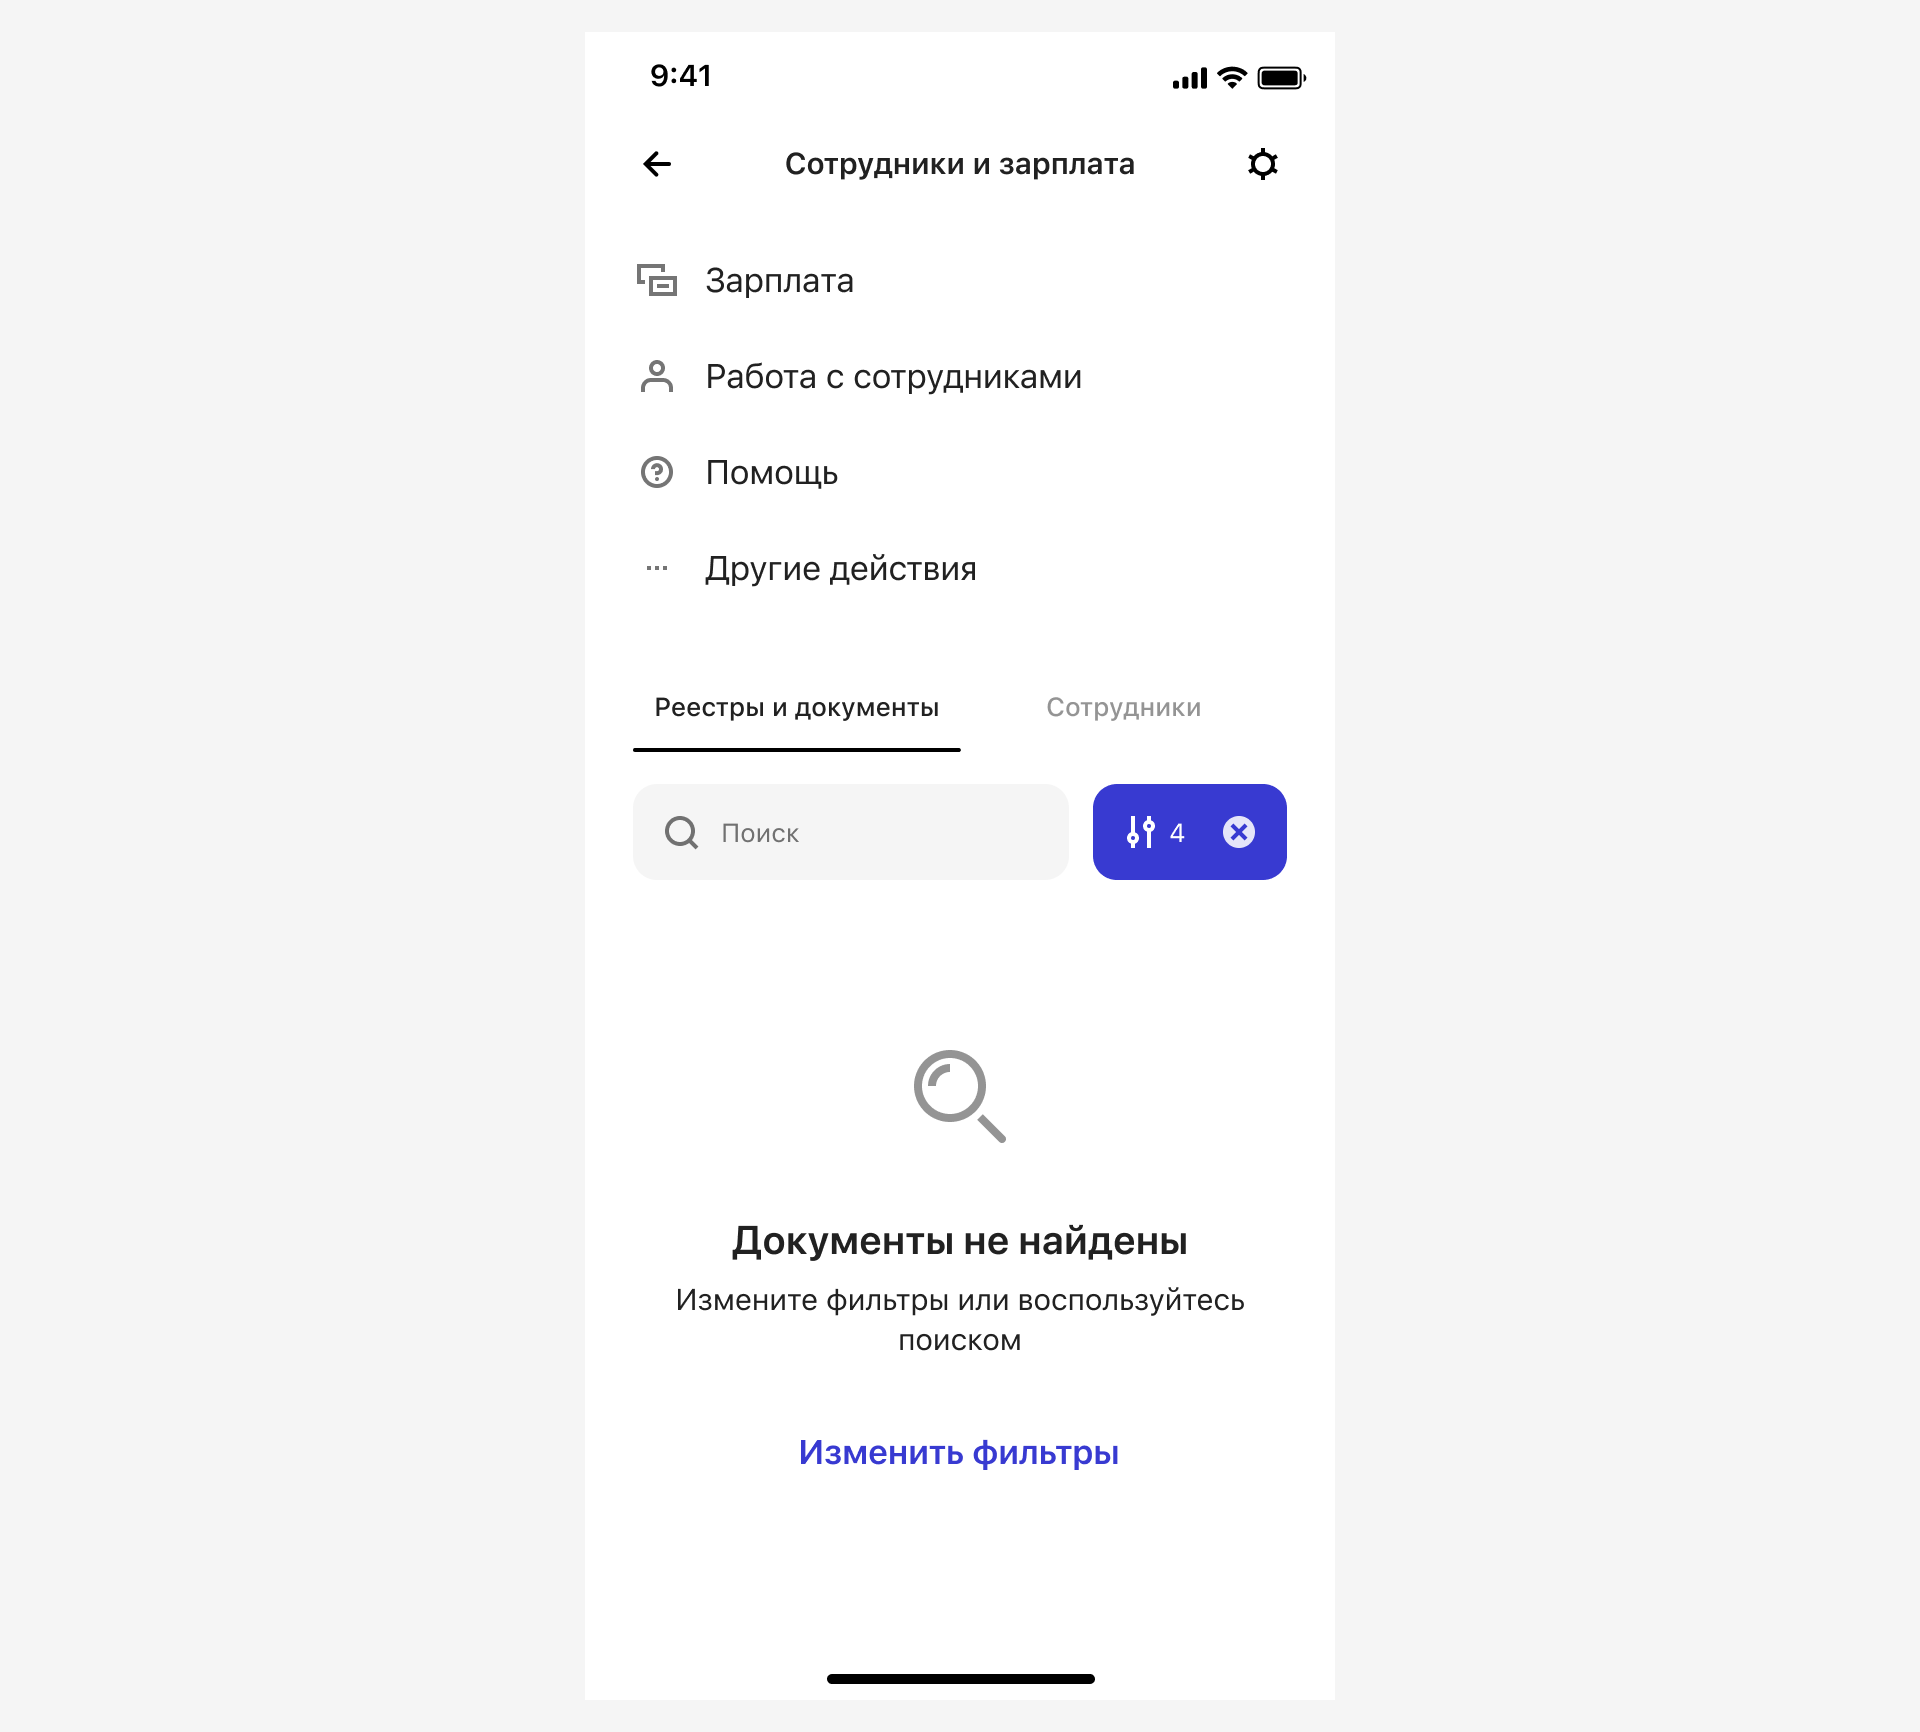 9:41
Сотрудники и зарплата
Зарплата
Работа с сотрудниками
Помощь
Другие действия
Реестры и документы
Сотрудники
Поиск
4
Документы не найдены
Измените фильтры или воспользуйтесь
поиском
Изменить фильтры